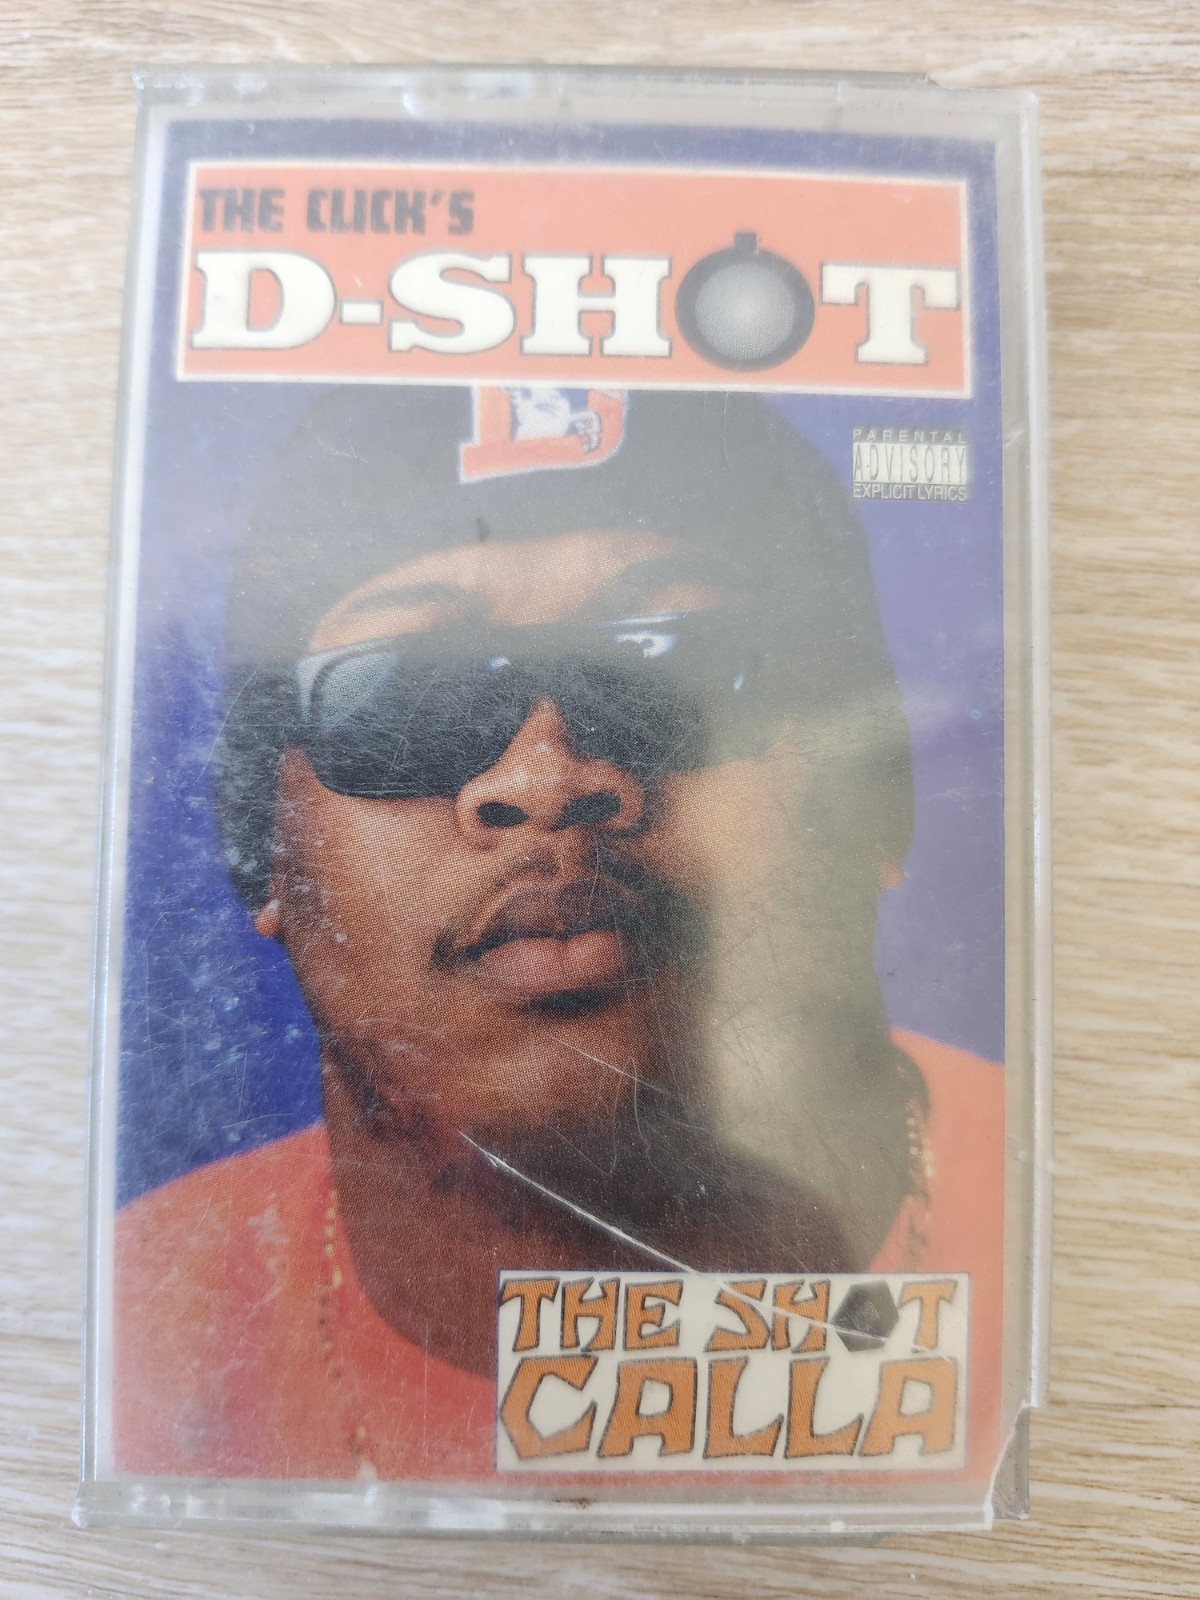 THE CLICK'S
D-SHOT
D
PARENTAL
ADVISORY
EXPLICIT LYRICS
THE SHOT
CALLA